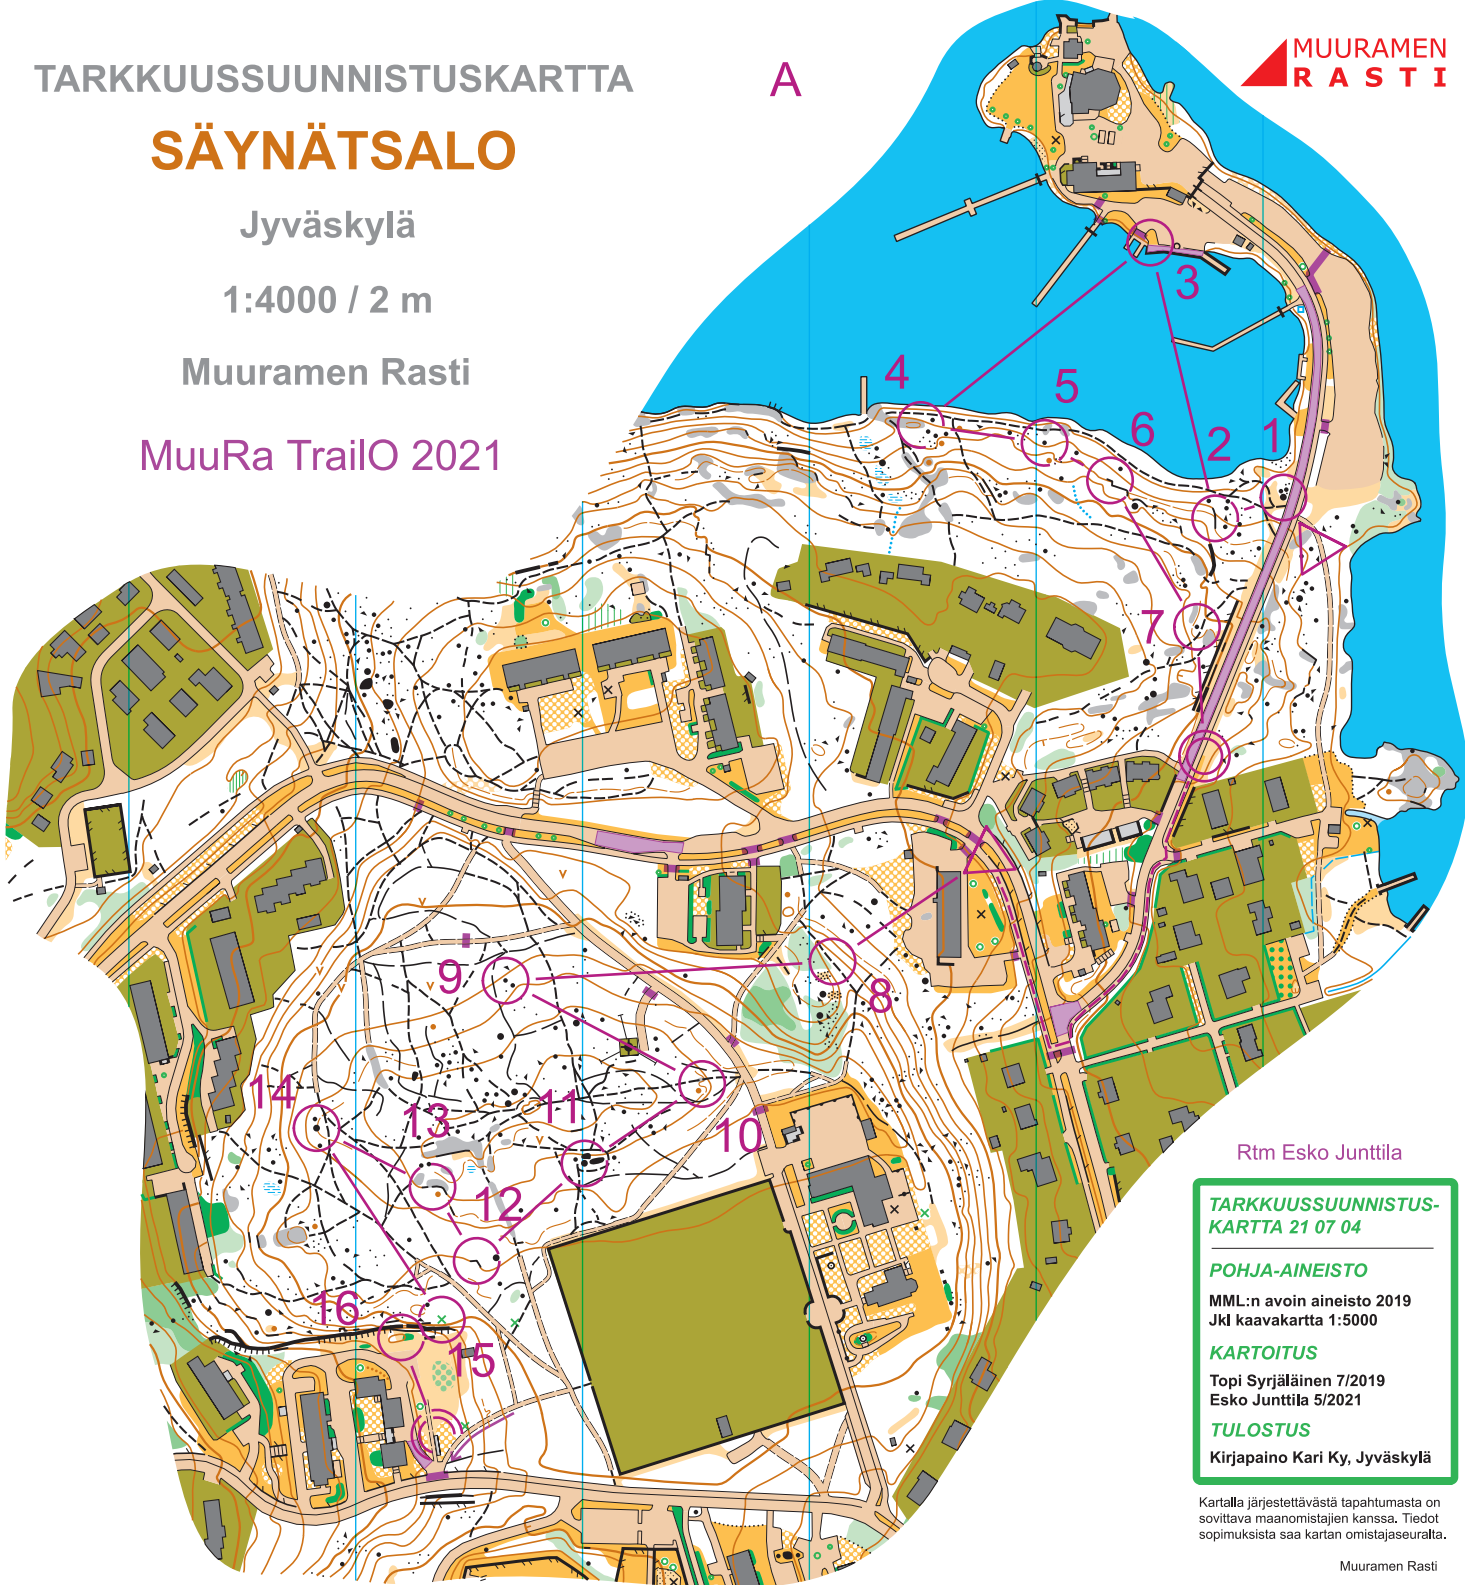 TARKKUUSSUUNNISTUSKARTTA
SÄYNÄTSALO
Jyväskylä
1:4000 / 2 m
Muuramen Rasti
MuuRa TrailO 2021
A
MUURAMEN
RASTI
3
4
5
6
2
1
7
8
9
10
11
12
13
14
15
16
Rtm Esko Junttila
TARKKUUSSUUNNISTUS-
KARTTA 21 07 04
POHJA-AINEISTO
MML:n avoin aineisto 2019
Jkl kaavakartta 1:5000
KARTOITUS
Topi Syrjäläinen 7/2019
Esko Junttila 5/2021
TULOSTUS
Kirjapaino Kari Ky, Jyväskylä
Kartalla järjestettävästä tapahtumasta on
sovittava maanomistajien kanssa. Tiedot
sopimuksista saa kartan omistajaseuralta.
Muuramen Rasti